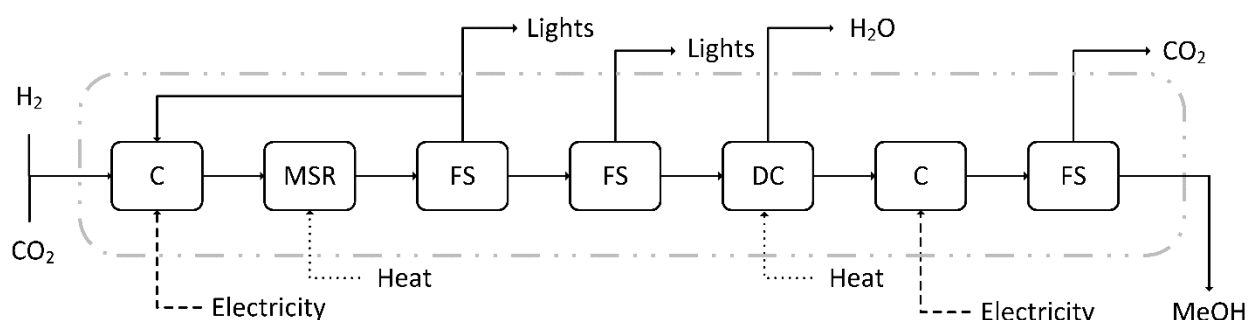 Lights
H₂O
CO₂
Lights
H₂
C
MSR
FS
FS
DC
C
FS
CO₂
Heat
Heat
Electricity
Electricity
MeOH